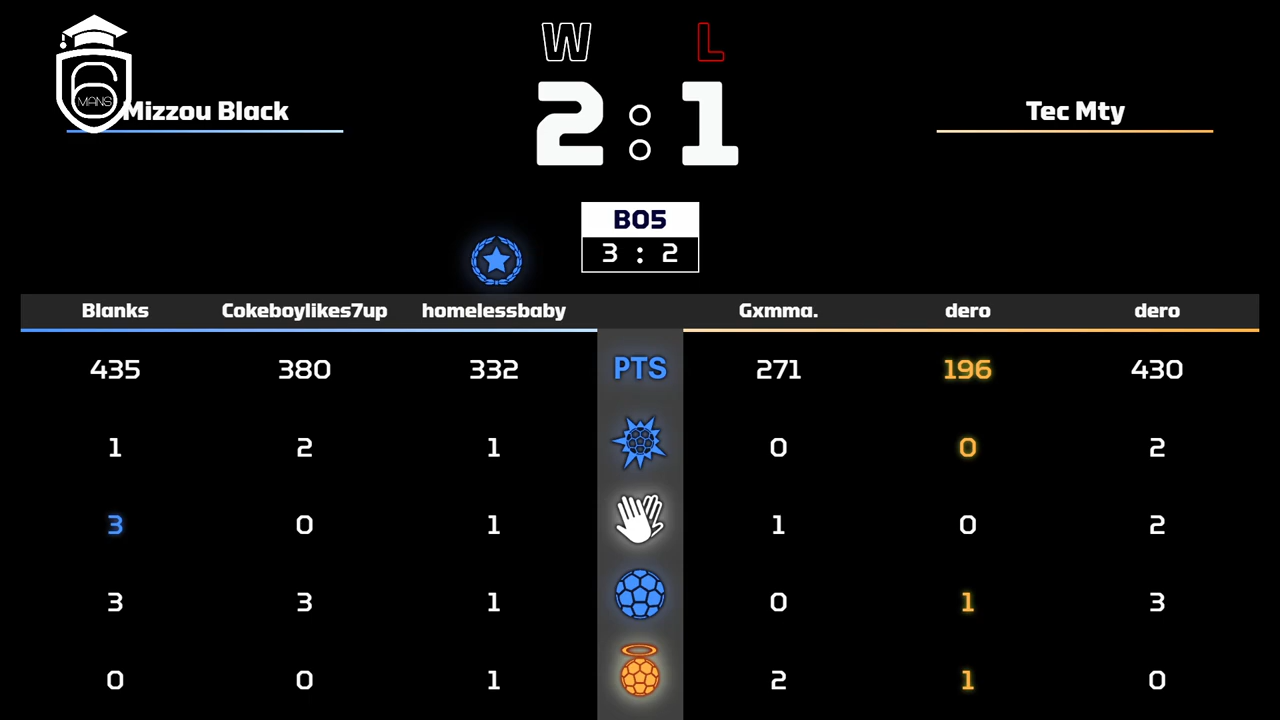 W L
2 : 1
6
MANS
Mizzou Black
Tec Mty
BO5
3 : 2
Blanks Cokeboylikes7up homelessbaby Gxmma. dero dero
435 380 332 PTS 271 196 430
1 2 1 0 0 2
3 0 1 1 0 2
3 3 1 0 1 3
0 0 1 2 1 0